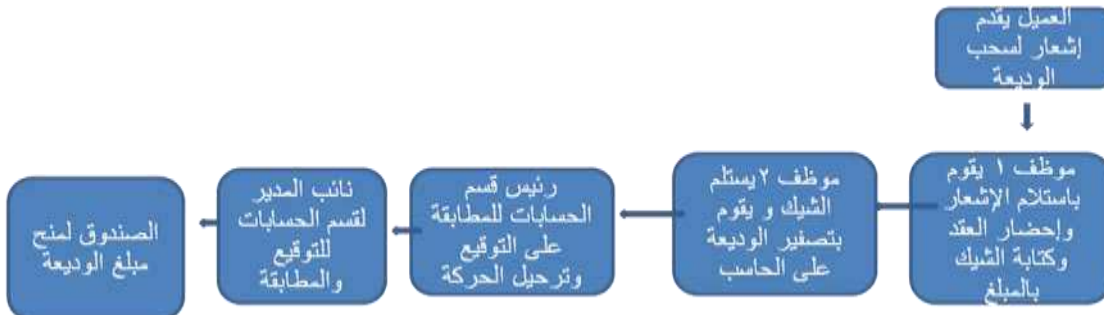 العميل يقدم
إشعار لسحب
الوديعة
موظف ١ يقوم
باستلام الإشعار
وإحضار العقد
وكتابة الشيك
بالمبلغ
موظف ٢ يستلم
الشيك و يقوم
بتصفير الوديعة
على الحاسب
رئيس قسم
الحسابات للمطابقة
على التوقيع
وترحيل الحركة
نائب المدير
لقسم الحسابات
للتوقيع
والمطابقة
الصندوق لمنح
مبلغ الوديعة